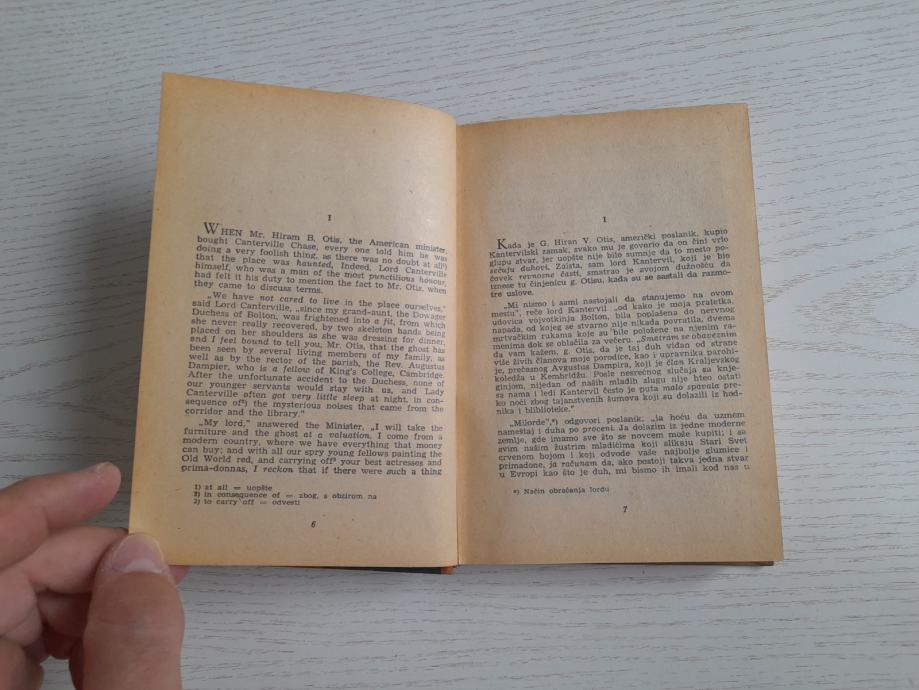 I
WHEN Mr. Hiram B. Otis, the American minister,
bought Canterville Chase, every one told him he was
doing a very foolish thing, as there was no doubt at all¹)
that the place was haunted. Indeed, Lord Canterville
himself, who was a man of the most punctilious honour,
had felt it his duty to mention the fact to Mr. Otis, when
they came to discuss terms.
„We have not cared to live in the place ourselves,"
said Lord Canterville, „since my grand-aunt, the Dowager
Duchess of Bolton, was frightened into a fit, from which
she never really recovered, by two skeleton hands being
placed on her shoulders as she was dressing for dinner,
and I feel bound to tell you, Mr. Otis, that the ghost has
been seen by several living members of my family, as
well as by the rector of the parish, the Rev. Augustus
Dampier, who is a fellow of King's College, Cambridge.
After the unfortunate accident to the Duchess, none of
our younger servants would stay with us, and Lady
Canterville often got very little sleep at night, in con-
sequence of²) the mysterious noises that came from the
corridor and the library."
„My lord," answered the Minister, „I will take the
furniture and the ghost at a valuation. I come from a
modern country, where we have everything that money
can buy; and with all our spry young fellows painting the
Old World red, and carrying off³ your best actresses and
prima-donnas, I reckon that if there were such a thing
1) at all = uopšte
2) in consequence of = zbog, s obzirom na
2) to carry off = odvesti
6
I
Kada je G. Hiran V. Otis, američki poslanik, kupio
Kantervilski zamak, svako mu je govorio da on čini vrlo
glupu stvar, jer uopšte nije bilo sumnje da to mesto po-
sećuju duhovi. Zaista, sam lord Kantervil, koji je bio
čovek revnosne česti, smatrao je svojom dužnošću da
iznese tu činjenicu g. Otisu, kada su se sastali da razmo-
tre uslove.
„Mi nismo i sami nastojali da stanujemo na ovom
mestu", reče lord Kantervil „od kako je moja pratetka,
udovica vojvotkinja Bolton, bila poplašena do nervnog
napada, od kojeg se stvarno nije nikada povratila, dvema
mrtvačkim rukama koje su bile položene na njenim ra-
menima dok se oblačila za večeru. „Smatram se obaveznim
da vam kažem, g. Otis, da je taj duh viđan od strane
više živih članova moje porodice, kao i upravnika parohi-
je, prečasnog Avgustus Dampira, koji je član Kraljevskog
koledža u Kembridžu. Posle nesrećnog slučaja sa knje-
ginjom, nijedan od naših mlađih slugu nije hteo ostati
sa nama i ledi Kantervil često je puta malo spavala pre-
ko noći zbog tajanstvenih šumova koji su dolazili iz hod-
nika i bliblioteke."
„Milorde",*) odgovori poslanik, „ja hoću da uzmem
nameštaj i duha po proceni. Ja dolazim iz jedne moderne
zemlje, gde imamo sve što se novcem može kupiti; i sa
svim našim žustrim mladićima koji slikaju Stari Svet
crvenom bojom i koji odvode vaše najbolje glumice i
primadone, ja računam da, ako postoji takva jedna stvar
u Evropi kao što je duh, mi bismo ih imali kod nas u
*) Način obraćanja lordu
7